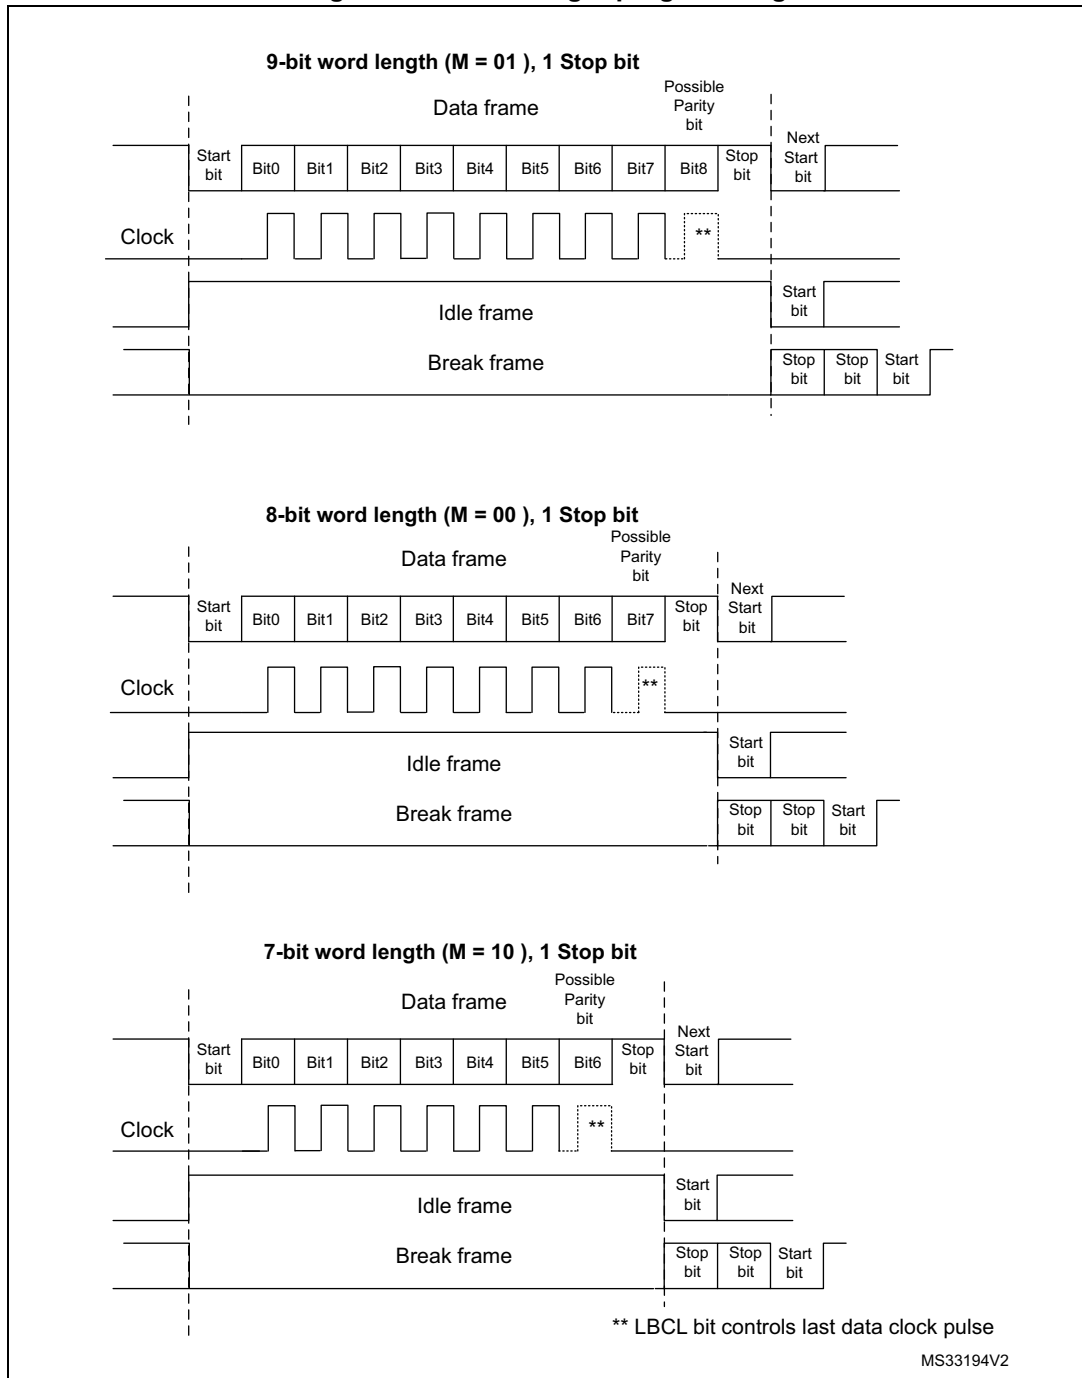 9-bit word length (M = 01 ), 1 Stop bit
Data frame
Possible
Parity
bit
Start
bit
Bit0 Bit1 Bit2 Bit3 Bit4 Bit5 Bit6 Bit7 Bit8
Stop
bit
Next
Start
bit
Clock
**
Idle frame
Start
bit
Break frame
Stop
bit
Stop
bit
Start
bit
8-bit word length (M = 00 ), 1 Stop bit
Data frame
Possible
Parity
bit
Start
bit
Bit0 Bit1 Bit2 Bit3 Bit4 Bit5 Bit6 Bit7
Stop
bit
Next
Start
bit
Clock
**
Idle frame
Start
bit
Break frame
Stop
bit
Stop
bit
Start
bit
7-bit word length (M = 10 ), 1 Stop bit
Data frame
Possible
Parity
bit
Start
bit
Bit0 Bit1 Bit2 Bit3 Bit4 Bit5 Bit6
Stop
bit
Next
Start
bit
Clock
**
Idle frame
Start
bit
Break frame
Stop
bit
Stop
bit
Start
bit
** LBCL bit controls last data clock pulse
MS33194V2